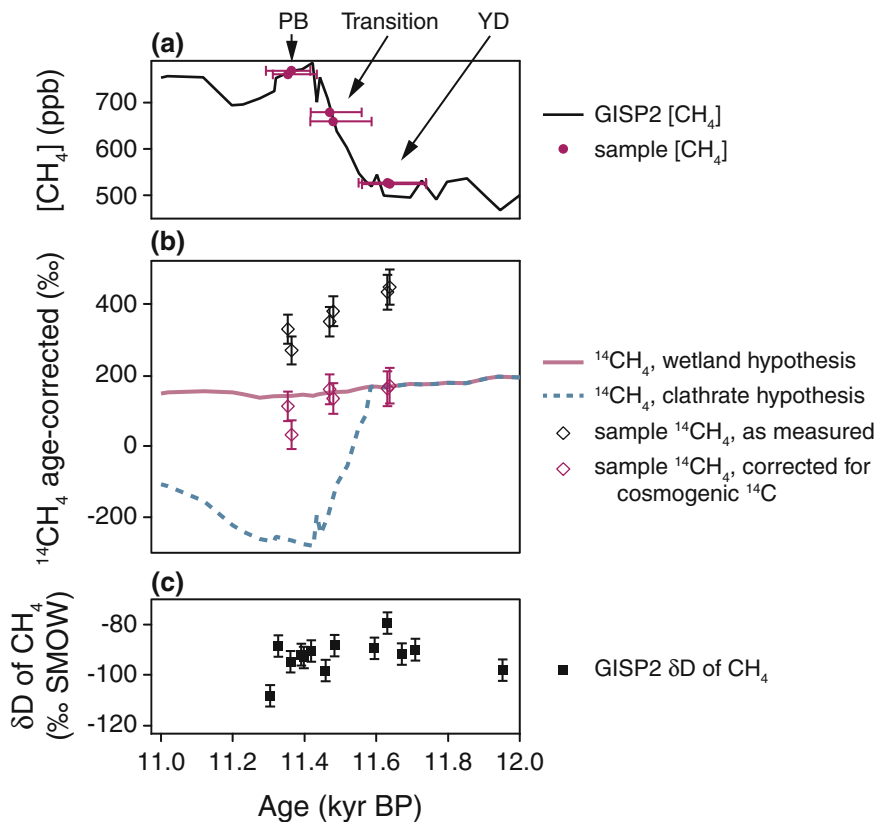 PB Transition YD
(a)
[CH₄] (ppb)
700
600
500
GISP2 [CH₄]
sample [CH₄]
(b)
¹⁴CH₄ age-corrected (‰)
400
200
0
-200
¹⁴CH₄, wetland hypothesis
¹⁴CH₄, clathrate hypothesis
sample ¹⁴CH₄, as measured
sample ¹⁴CH₄, corrected for
cosmogenic ¹⁴C
(c)
δD of CH₄
(‰ SMOW)
-80
-100
-120
GISP2 δD of CH₄
11.0 11.2 11.4 11.6 11.8 12.0
Age (kyr BP)